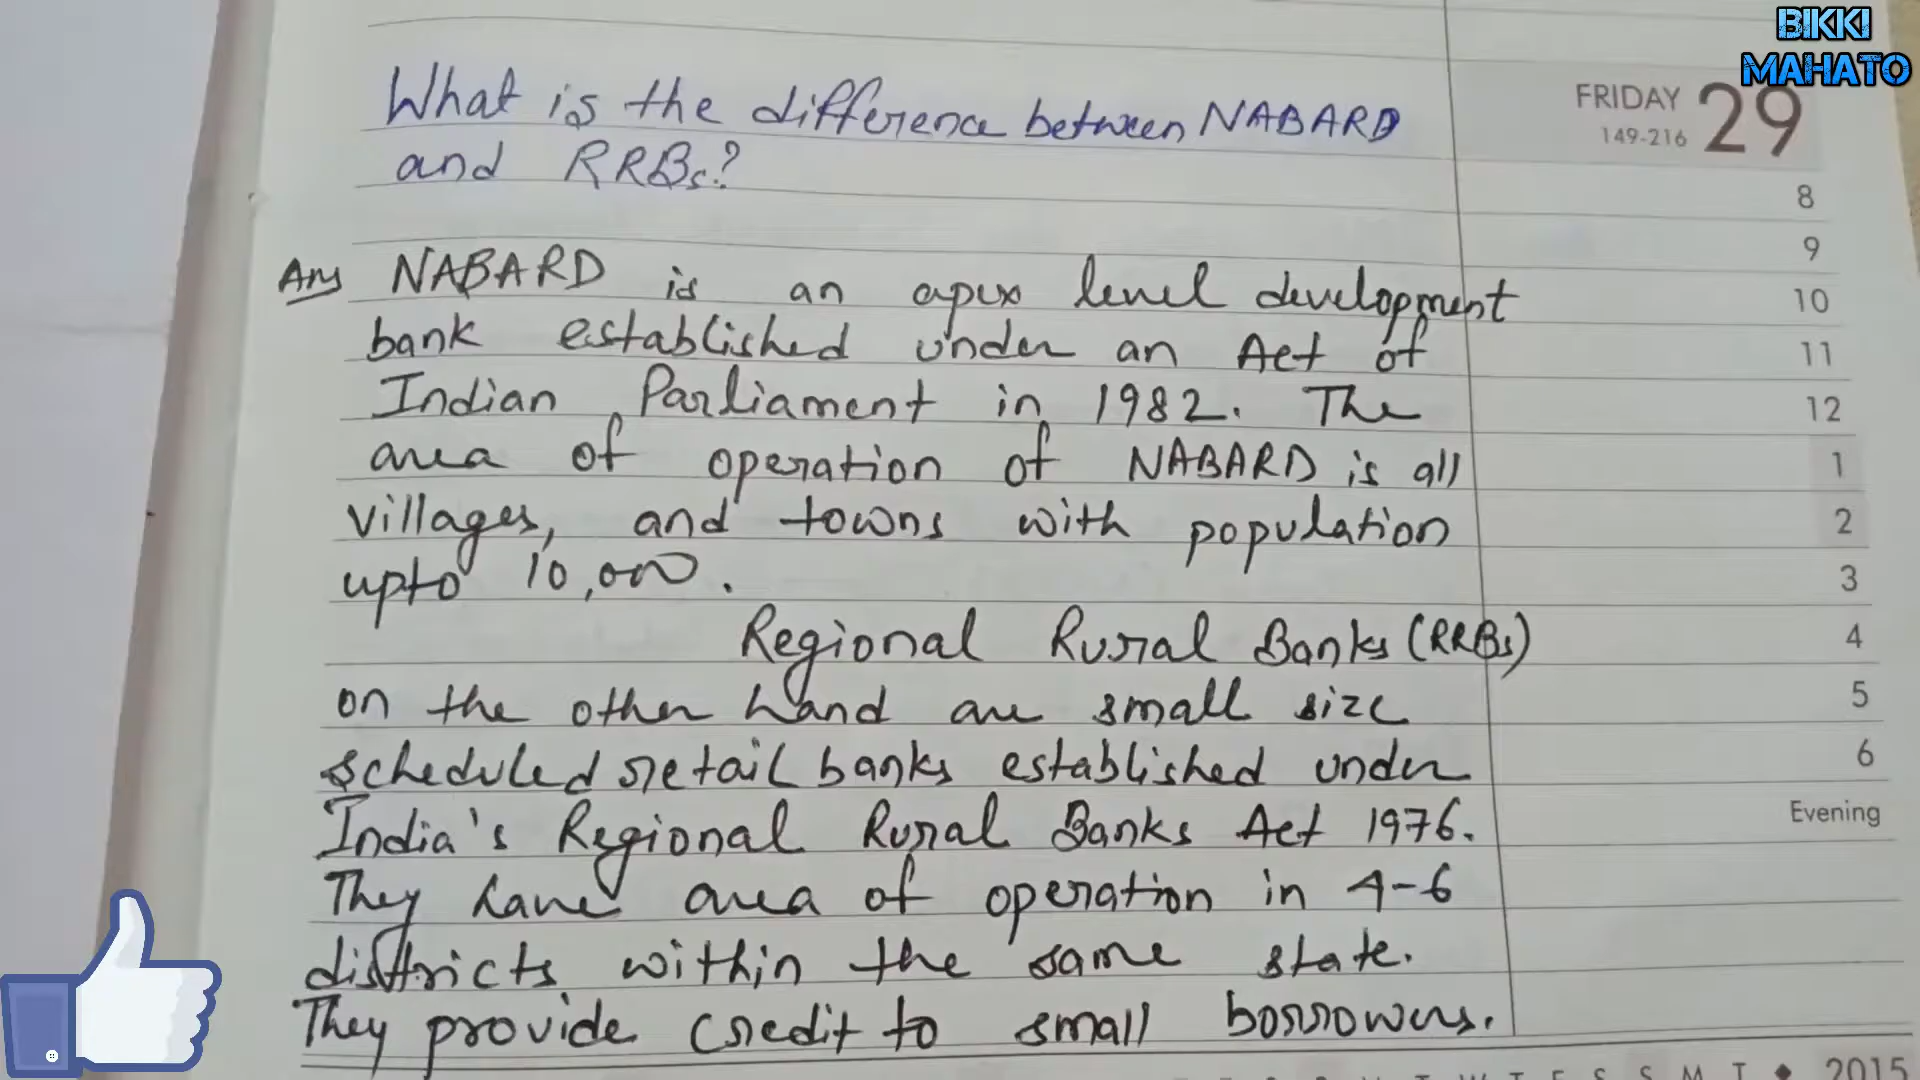 BIKKI
MAHATO
FRIDAY 29
149-216
What is the difference between NABARD
and RRBs?
8
9
Ans NABARD is an apex level development
10
bank established under an Act of
11
Indian Parliament in 1982. The
12
area of operation of NABARD is all
1
villages, and towns with population
2
upto 10,000.
3
Regional Rural Banks (RRBs)
4
on the other hand are small size
5
scheduled retail banks established under
6
India's Regional Rural Banks Act 1976.
Evening
They have area of operation in 4-6
districts within the same state.
They provide credit to small borrowers.
T W T F S S M T ◆ 2015